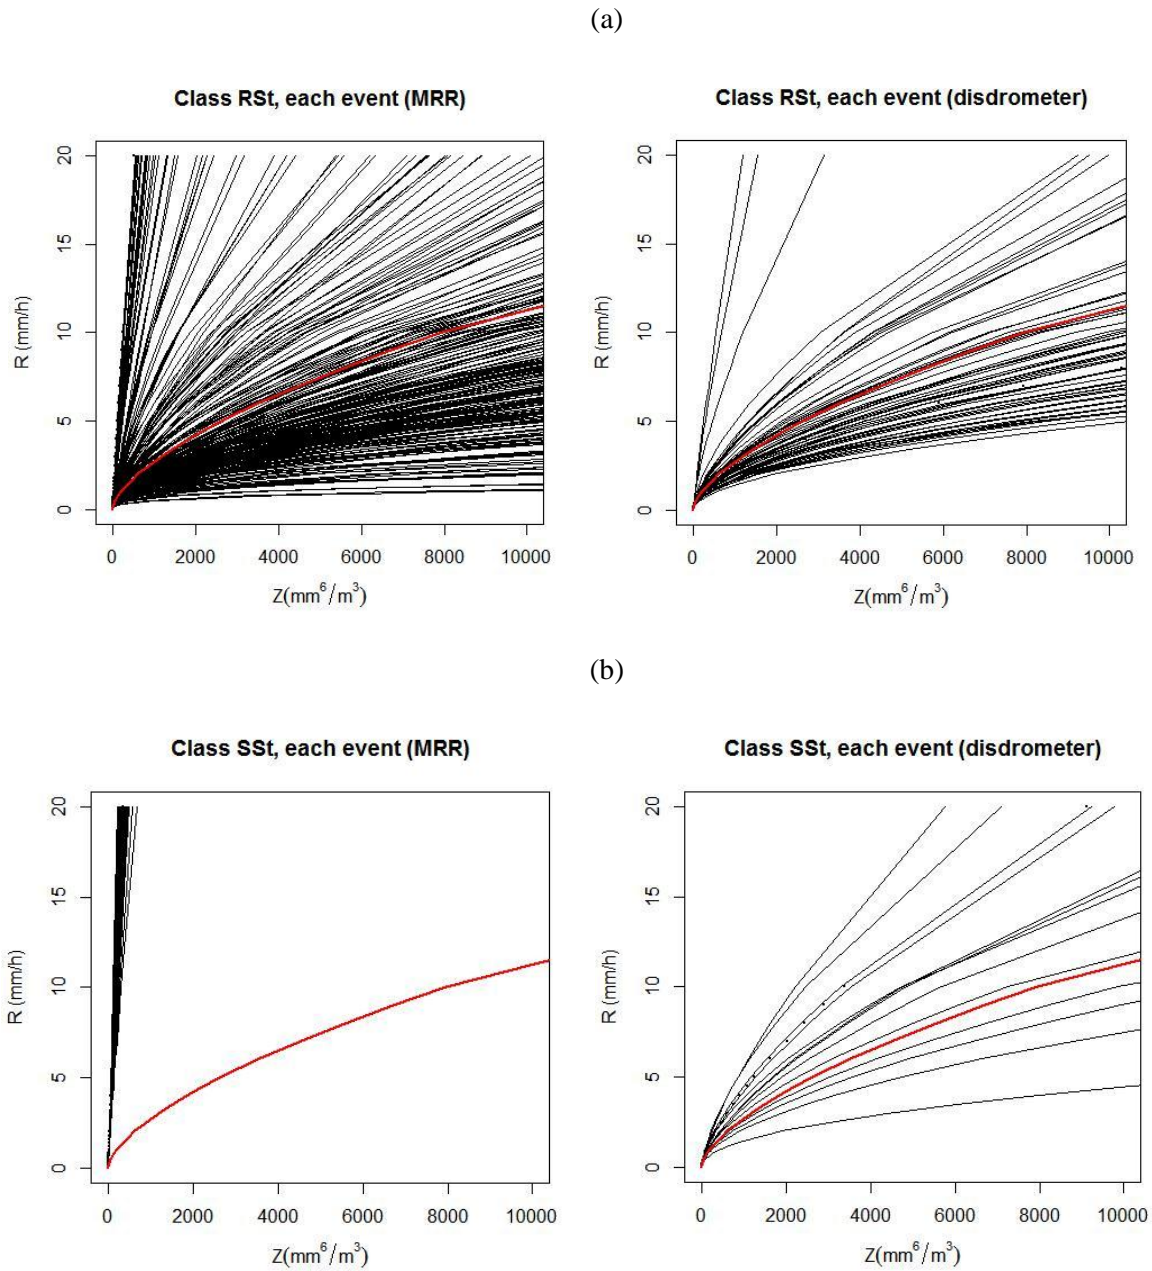 (a)
Class RSt, each event (MRR)
Class RSt, each event (disdrometer)
R (mm/h)
20
15
10
5
0
0 2000 4000 6000 8000 10000
Z(mm⁶/m³)
R (mm/h)
20
15
10
5
0
0 2000 4000 6000 8000 10000
Z(mm⁶/m³)
(b)
Class SSt, each event (MRR)
Class SSt, each event (disdrometer)
R (mm/h)
20
15
10
5
0
0 2000 4000 6000 8000 10000
Z(mm⁶/m³)
R (mm/h)
20
15
10
5
0
0 2000 4000 6000 8000 10000
Z(mm⁶/m³)